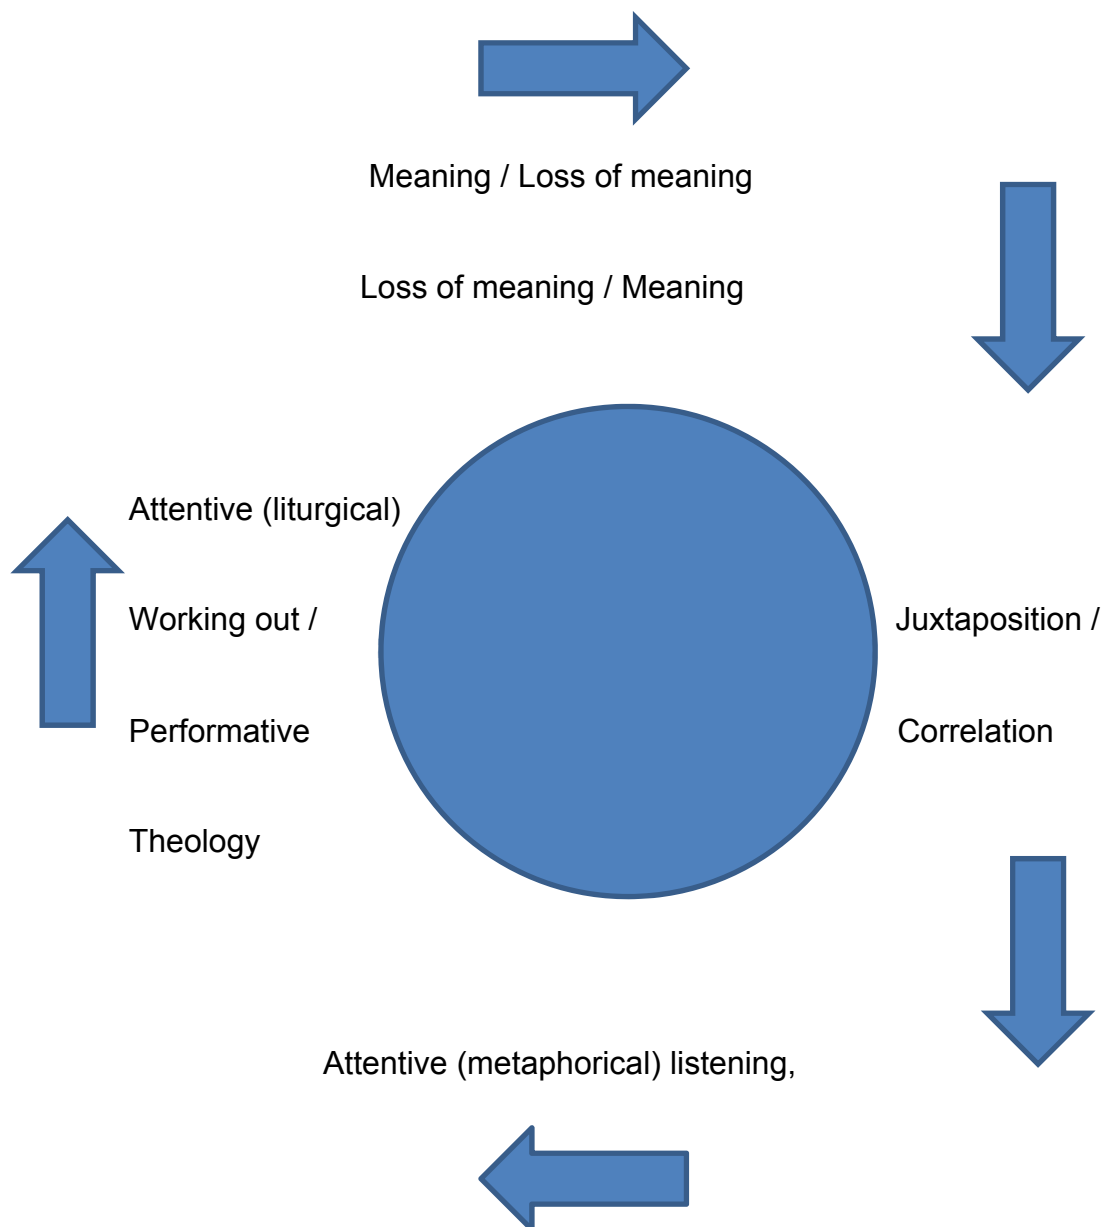 Meaning / Loss of meaning
Loss of meaning / Meaning
Attentive (liturgical)
Working out /
Performative
Theology
Juxtaposition /
Correlation
Attentive (metaphorical) listening,